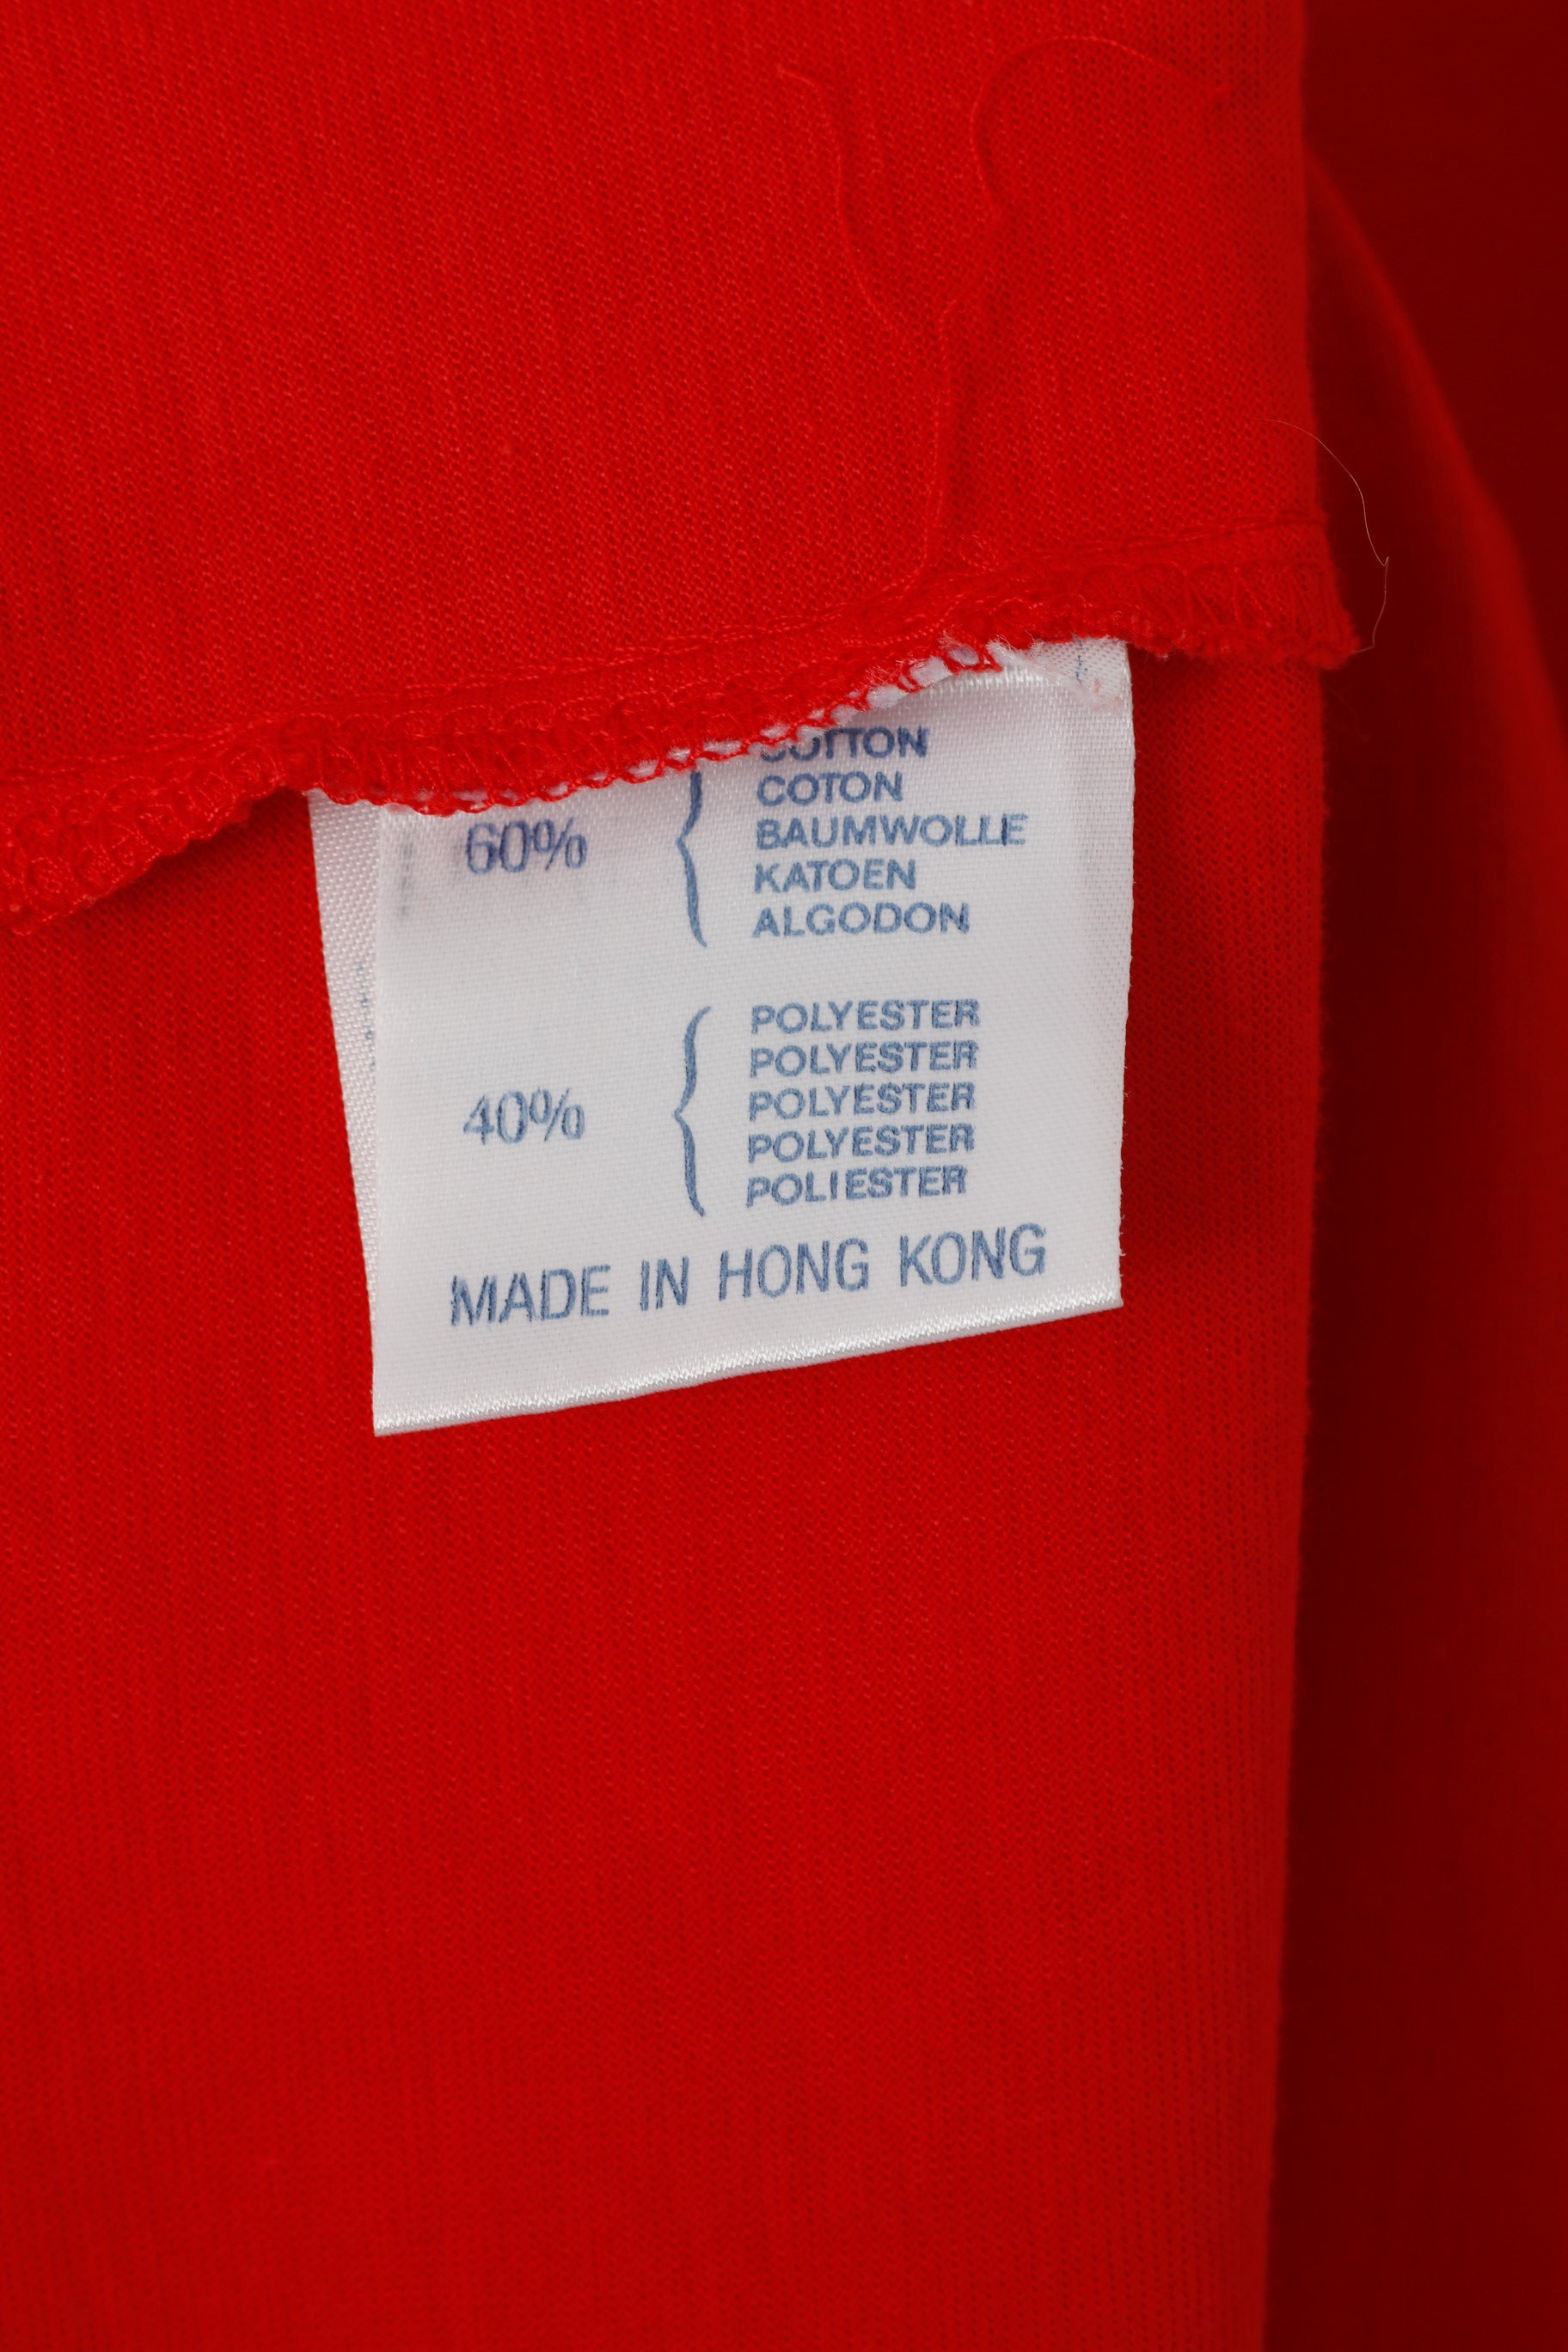 COTTON
COTON
60% BAUMWOLLE
KATOEN
ALGODON
POLYESTER
POLYESTER
40% POLYESTER
POLYESTER
POLIESTER
MADE IN HONG KONG